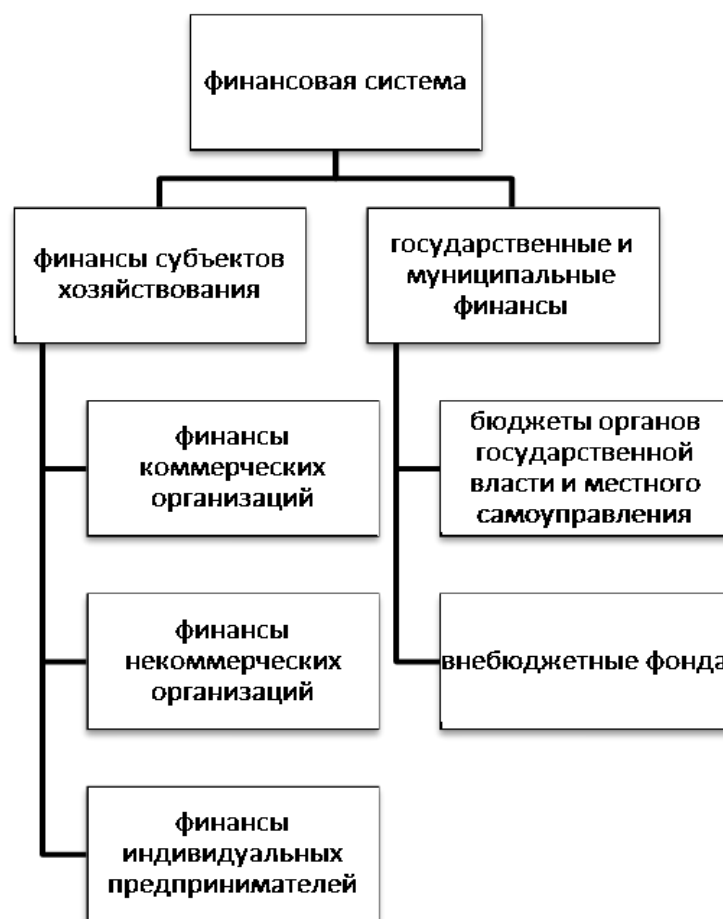 финансовая система
финансы субъектов
хозяйствования
государственные и
муниципальные
финансы
финансы
коммерческих
организаций
бюджеты органов
государственной
власти и местного
самоуправления
финансы
некоммерческих
организаций
внебюджетные фонда
финансы
индивидуальных
предпринимателей